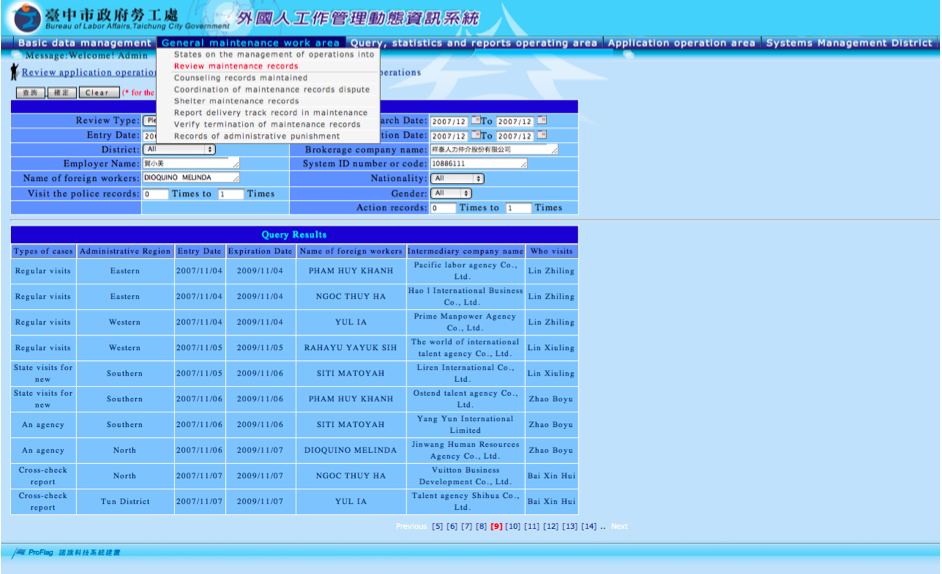 臺中市政府勞工處 外國人工作管理動態資訊系統
Bureau of Labor Affairs,Taichung City Government
Basic data management General maintenance work area Query, statistics and reports operating area Application operation area Systems Management District
Message:Welcome! Admin
States on the management of operations into
Review maintenance records
Counseling records maintained
Coordination of maintenance records dispute
Shelter maintenance records
Report delivery track record in maintenance
Verify termination of maintenance records
Records of administrative punishment
Review application operatio perations
查詢 確定 Clear (* for the
Review Type: Ple arch Date: 2007/12 To 2007/12
Entry Date: 200 tion Date: 2007/12 To 2007/12
District: All Brokerage company name: 祥泰人力仲介股份有限公司
Employer Name: 賀小美 System ID number or code: 10886111
Name of foreign workers: DIOQUINO MELINDA Nationality: All
Visit the police records: 0 Times to 1 Times Gender: All
Action records: 0 Times to 1 Times
Query Results
Types of cases Administrative Region Entry Date Expiration Date Name of foreign workers Intermediary company name Who visits
Regular visits Eastern 2007/11/04 2009/11/04 PHAM HUY KHANH Pacific labor agency Co., Ltd. Lin Zhiling
Regular visits Eastern 2007/11/04 2009/11/04 NGOC THUY HA Hao l International Business Co., Ltd. Lin Zhiling
Regular visits Western 2007/11/04 2009/11/04 YUL IA Prime Manpower Agency Co., Ltd. Lin Zhiling
Regular visits Western 2007/11/05 2009/11/05 RAHAYU YAYUK SIH The world of international talent agency Co., Ltd. Lin Xiuling
State visits for new Southern 2007/11/05 2009/11/06 SITI MATOYAH Liren International Co., Ltd. Lin Xiuling
State visits for new Southern 2007/11/06 2009/11/06 PHAM HUY KHANH Ostend talent agency Co., Ltd. Zhao Boyu
An agency Southern 2007/11/06 2009/11/06 SITI MATOYAH Yang Yun International Limited Zhao Boyu
An agency North 2007/11/06 2009/11/07 DIOQUINO MELINDA Jinwang Human Resources Agency Co., Ltd. Zhao Boyu
Cross-check report North 2007/11/07 2009/11/07 NGOC THUY HA Vuitton Business Development Co., Ltd. Bai Xin Hui
Cross-check report Tun District 2007/11/07 2009/11/07 YUL IA Talent agency Shihua Co., Ltd. Bai Xin Hui
Previous [5] [6] [7] [8] [9] [10] [11] [12] [13] [14] .. Next
ProFlag 諾旗科技系統建置